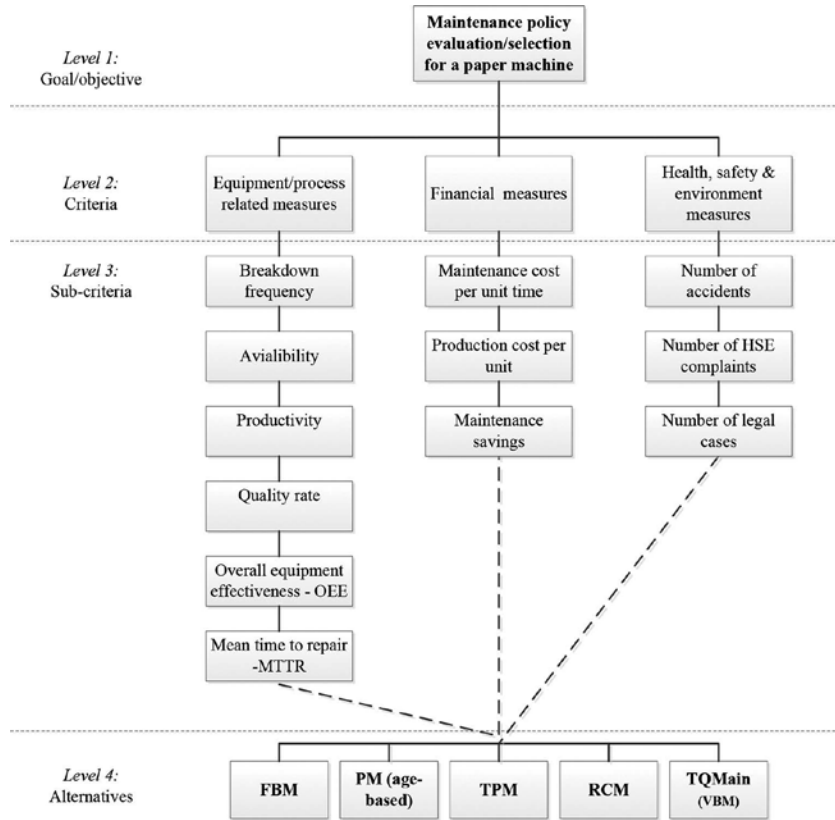 Maintenance policy
evaluation/selection
for a paper machine
Level 1:
Goal/objective
Level 2:
Criteria
Equipment/process
related measures
Financial measures
Health, safety &
environment
measures
Level 3:
Sub-criteria
Breakdown
frequency
Maintenance cost
per unit time
Number of
accidents
Avialibility
Production cost per
unit
Number of HSE
complaints
Productivity
Maintenance
savings
Number of legal
cases
Quality rate
Overall equipment
effectiveness - OEE
Mean time to repair
-MTTR
Level 4:
Alternatives
FBM
PM (age-
based)
TPM
RCM
TQMain
(VBM)